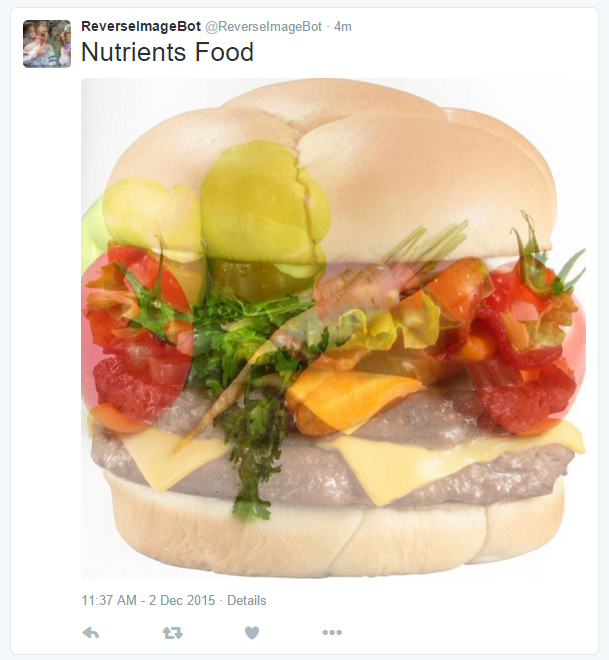 ReverseImageBot @ReverseImageBot · 4m
Nutrients Food
11:37 AM - 2 Dec 2015 · Details